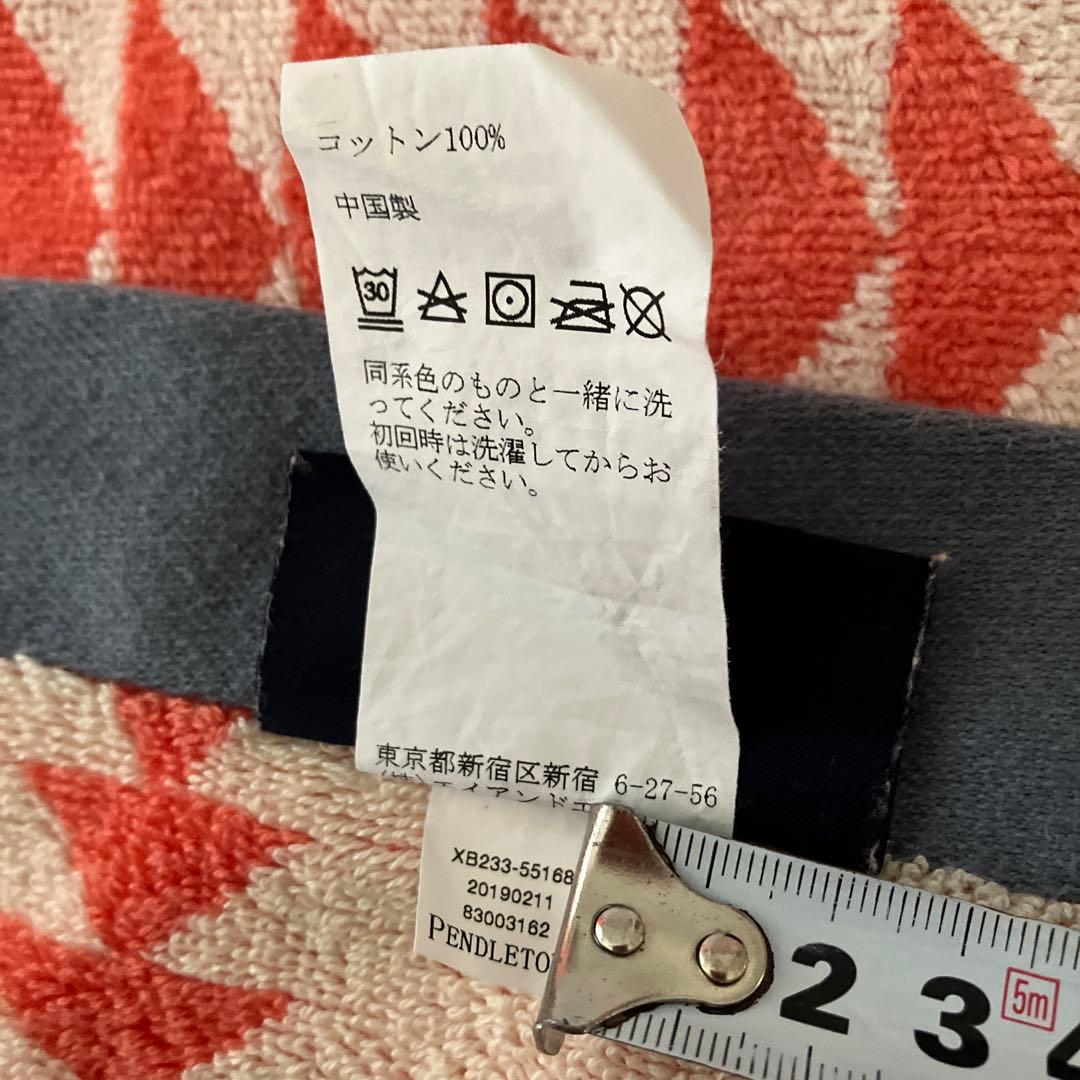 コットン100%
中国製
30
同系色のものと一緒に洗
ってください。
初回時は洗濯してからお
使いください。
東京都新宿区新宿 6-27-56
XB233-55168
20190211
83003162
PENDLETO
2 3 4
5m